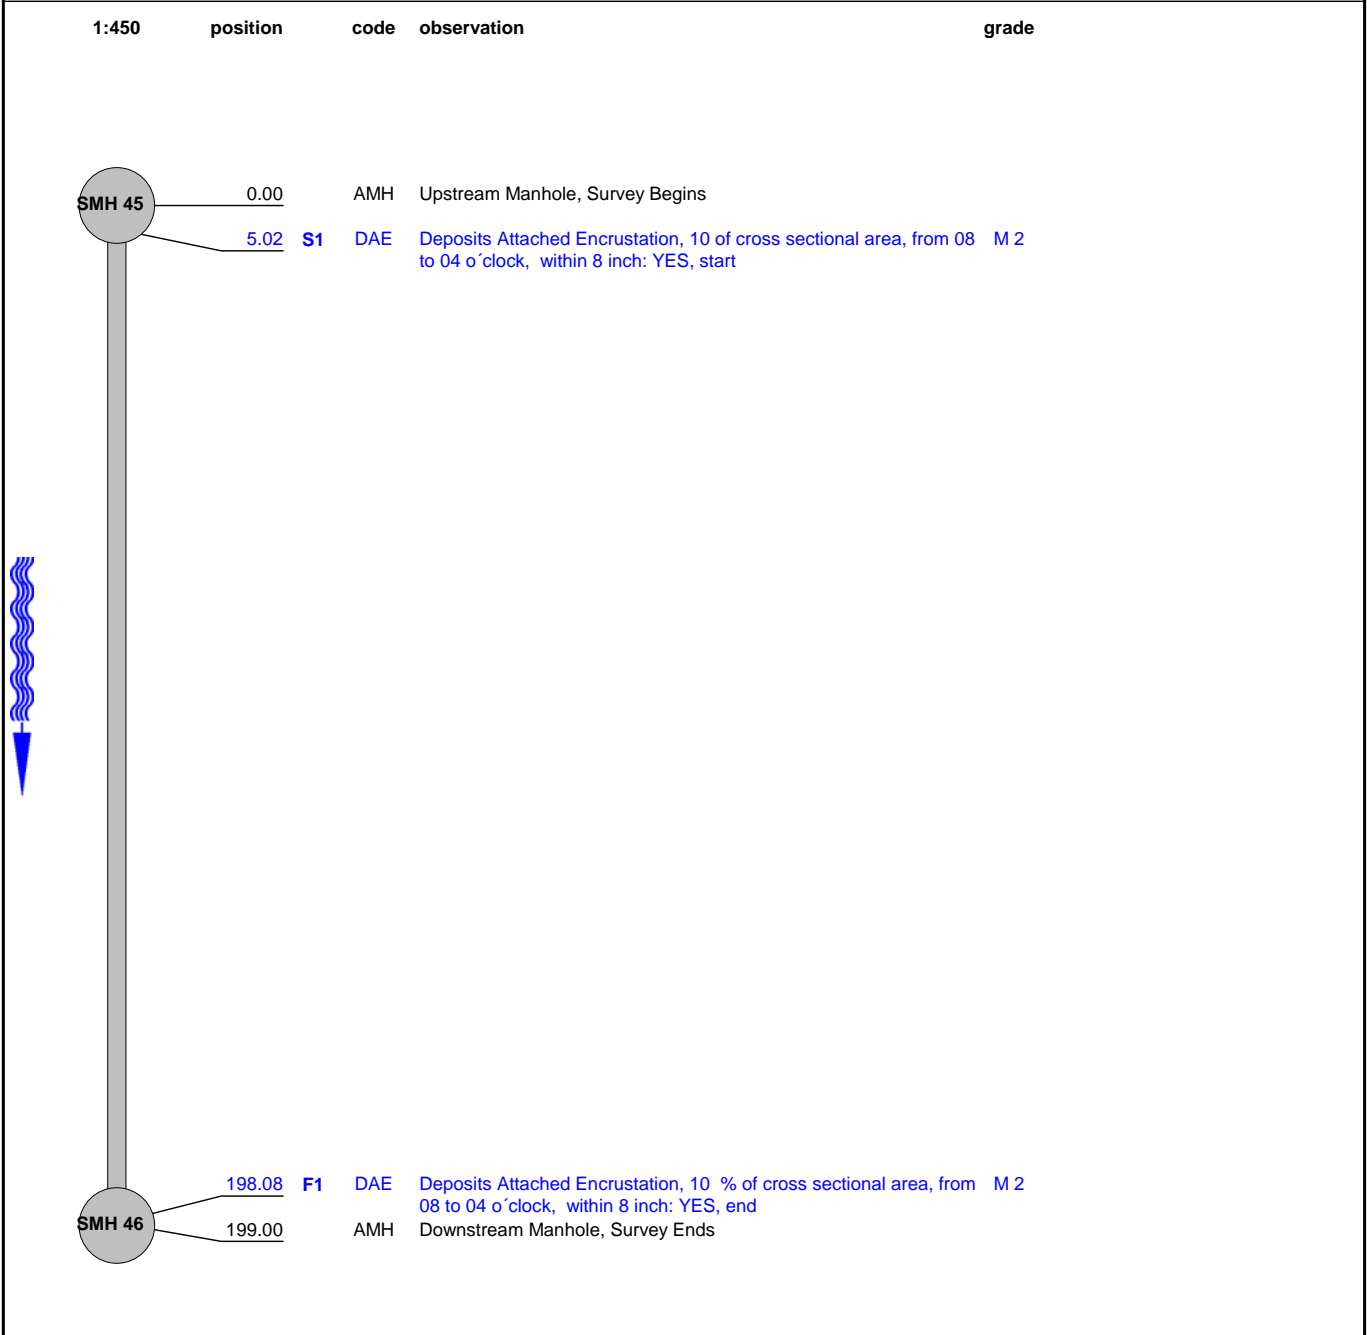 1:450 position code observation grade
SMH 45 0.00 AMH Upstream Manhole, Survey Begins
5.02 S1 DAE Deposits Attached Encrustation, 10 of cross sectional area, from 08 M 2
to 04 o´clock, within 8 inch: YES, start
198.08 F1 DAE Deposits Attached Encrustation, 10 % of cross sectional area, from M 2
08 to 04 o´clock, within 8 inch: YES, end
SMH 46 199.00 AMH Downstream Manhole, Survey Ends